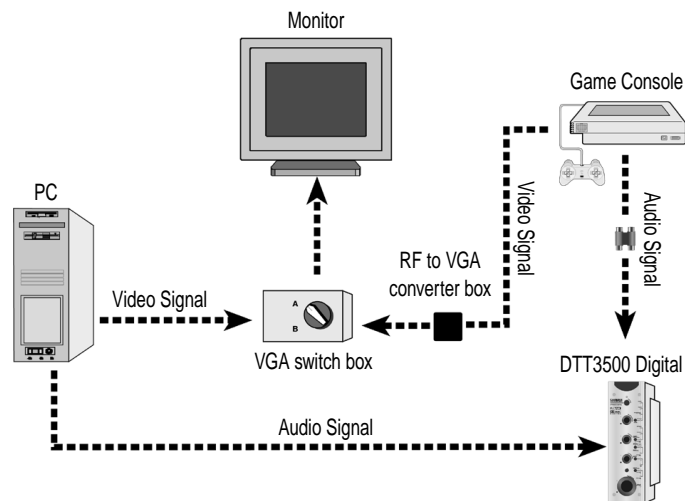 Monitor
Game Console
PC
Video Signal
Audio Signal
RF to VGA
converter box
Video Signal
A
B
VGA switch box
DTT3500 Digital
Audio Signal